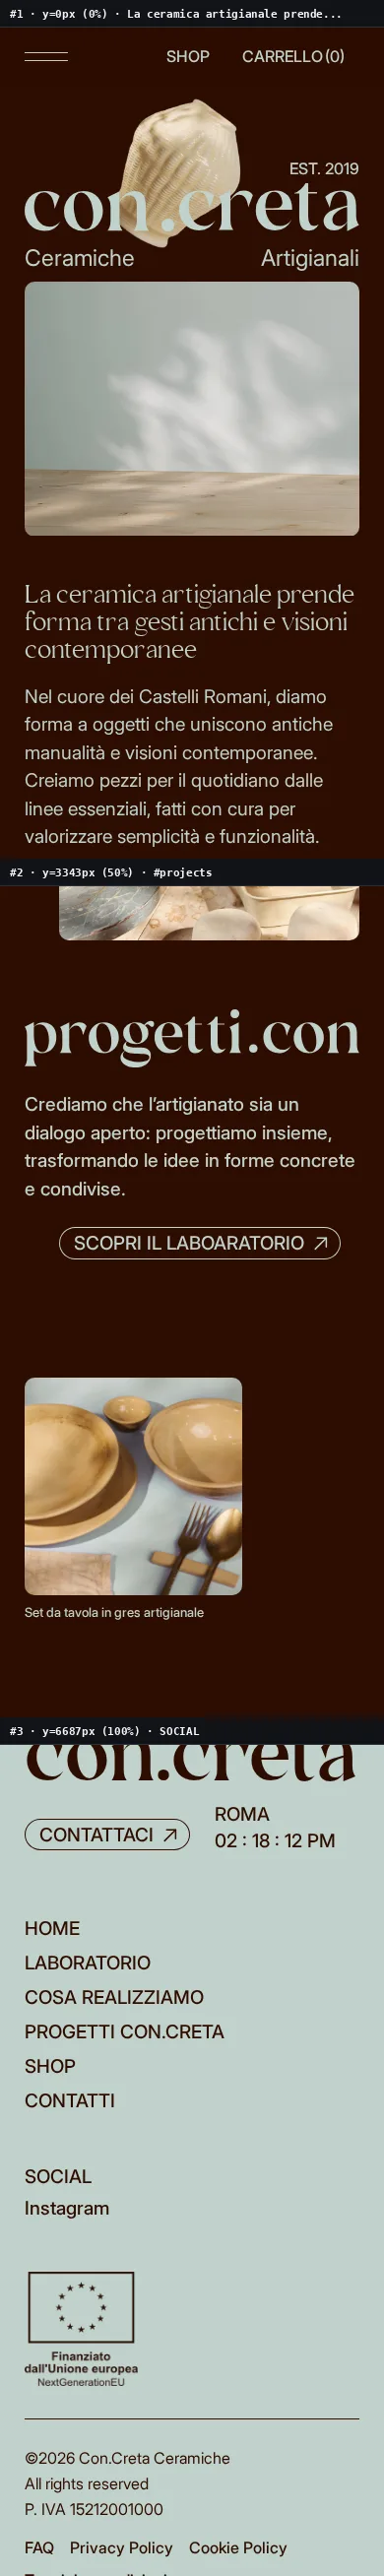 #1 · y=0px (0%) · La ceramica artigianale prende...
SHOP CARRELLO (0)
EST. 2019
con.creta
Ceramiche Artigianali
La ceramica artigianale prende
forma tra gesti antichi e visioni
contemporanee
Nel cuore dei Castelli Romani, diamo
forma a oggetti che uniscono antiche
manualità e visioni contemporanee.
Creiamo pezzi per il quotidiano dalle
linee essenziali, fatti con cura per
valorizzare semplicità e funzionalità.
#2 · y=3343px (50%) · #projects
progetti.con
Crediamo che l’artigianato sia un
dialogo aperto: progettiamo insieme,
trasformando le idee in forme concrete
e condivise.
SCOPRI IL LABOARATORIO
Set da tavola in gres artigianale
#3 · y=6687px (100%) · SOCIAL
con.creta
CONTATTACI
ROMA
02 : 18 : 12 PM
HOME
LABORATORIO
COSA REALIZZIAMO
PROGETTI CON.CRETA
SHOP
CONTATTI
SOCIAL
Instagram
Finanziato
dall'Unione europea
NextGenerationEU
©2026 Con.Creta Ceramiche
All rights reserved
P. IVA 15212001000
FAQ Privacy Policy Cookie Policy